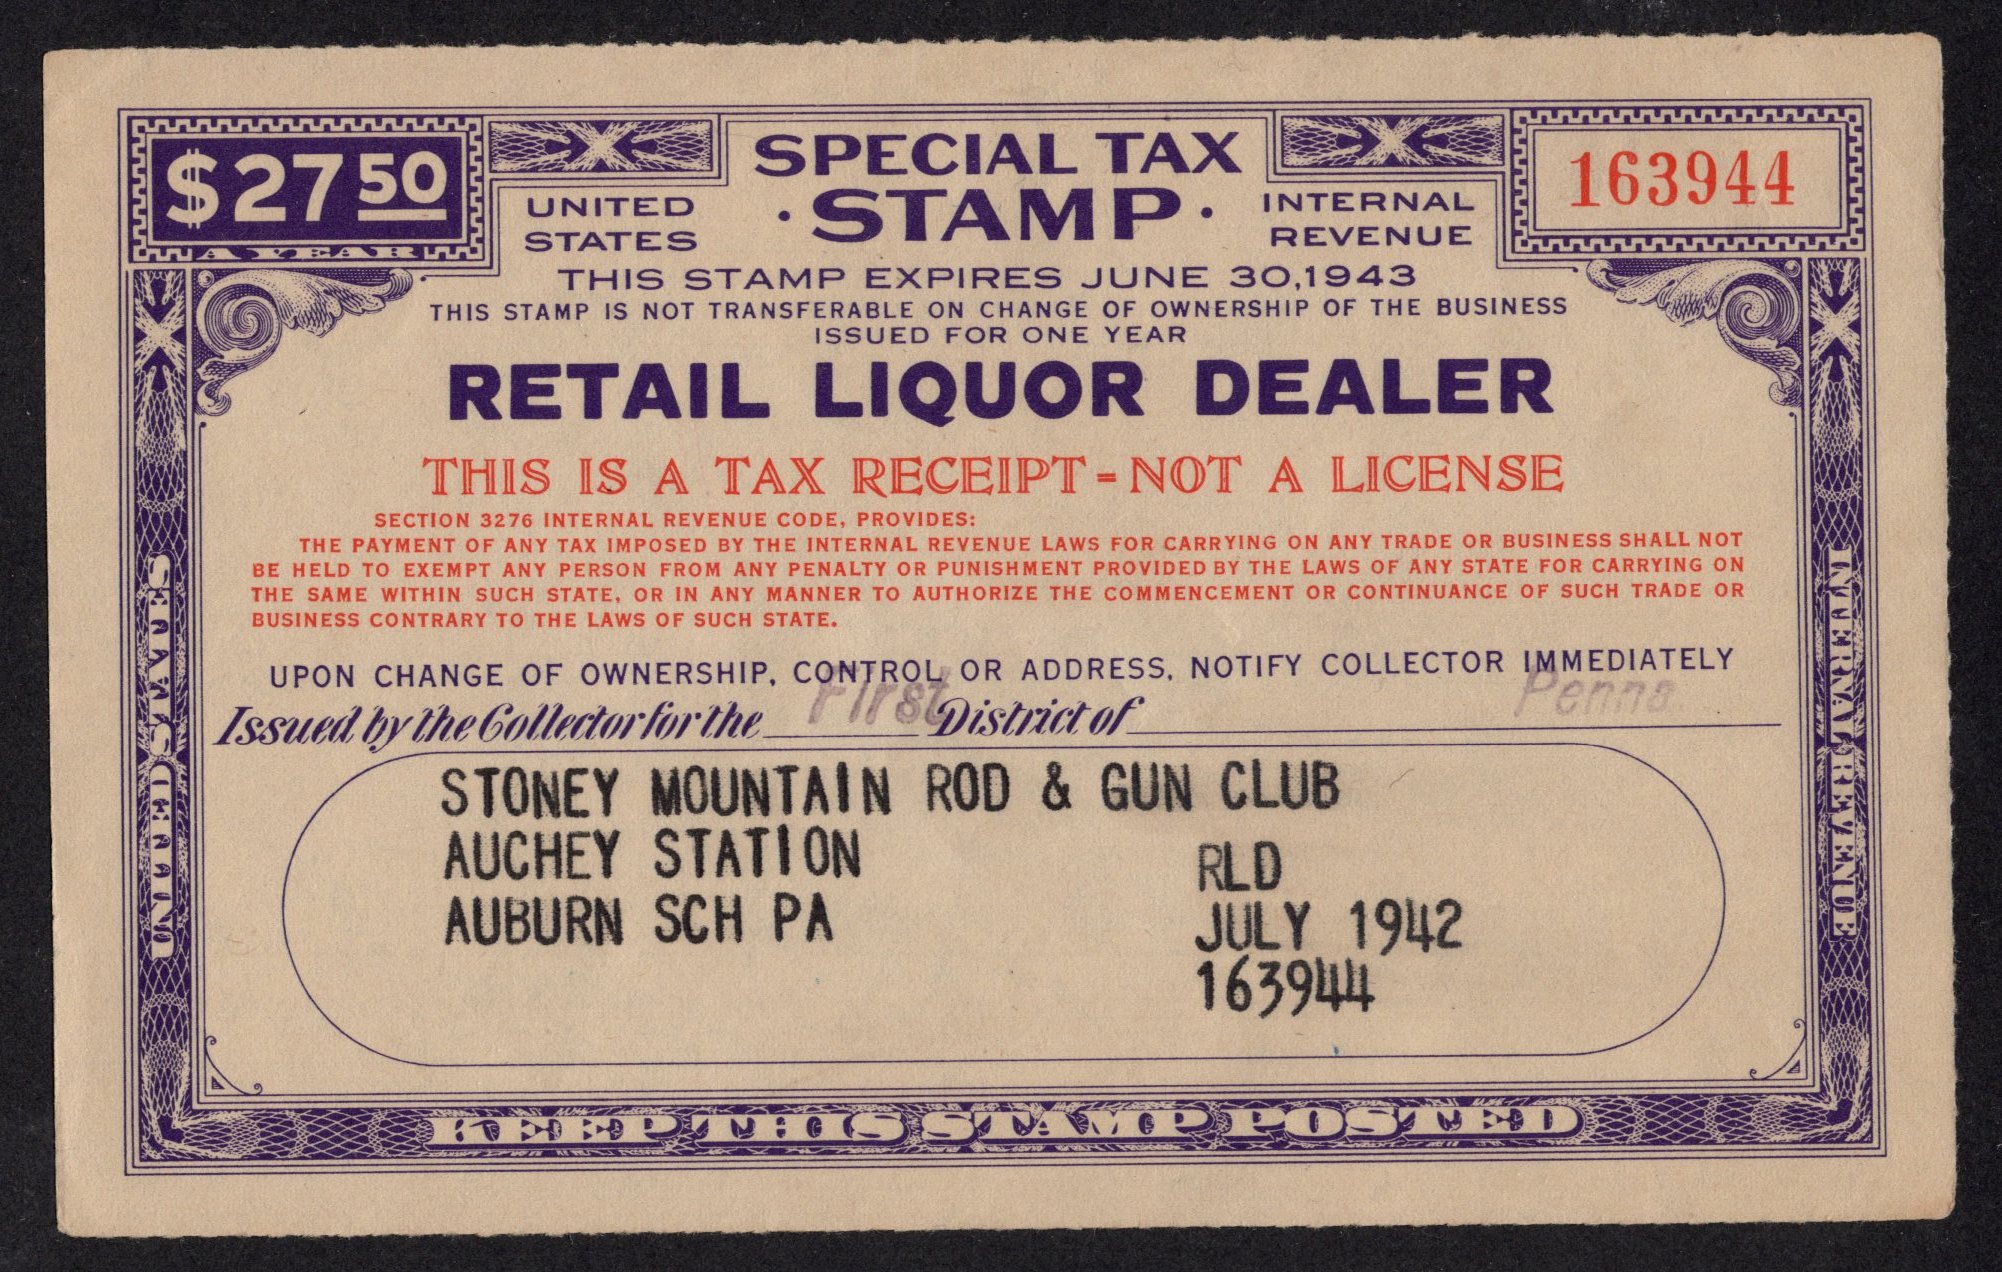 $27 50
A YEAR
SPECIAL TAX
· STAMP ·
UNITED
STATES
INTERNAL
REVENUE
163944
THIS STAMP EXPIRES JUNE 30,1943
THIS STAMP IS NOT TRANSFERABLE ON CHANGE OF OWNERSHIP OF THE BUSINESS
ISSUED FOR ONE YEAR
RETAIL LIQUOR DEALER
THIS IS A TAX RECEIPT=NOT A LICENSE
SECTION 3276 INTERNAL REVENUE CODE, PROVIDES:
THE PAYMENT OF ANY TAX IMPOSED BY THE INTERNAL REVENUE LAWS FOR CARRYING ON ANY TRADE OR BUSINESS SHALL NOT
BE HELD TO EXEMPT ANY PERSON FROM ANY PENALTY OR PUNISHMENT PROVIDED BY THE LAWS OF ANY STATE FOR CARRYING ON
THE SAME WITHIN SUCH STATE, OR IN ANY MANNER TO AUTHORIZE THE COMMENCEMENT OR CONTINUANCE OF SUCH TRADE OR
BUSINESS CONTRARY TO THE LAWS OF SUCH STATE.
UPON CHANGE OF OWNERSHIP, CONTROL OR ADDRESS, NOTIFY COLLECTOR IMMEDIATELY
Issued by the Collector for the First District of Penna
STONEY MOUNTAIN ROD & GUN CLUB
AUCHEY STATION
AUBURN SCH PA
RLD
JULY 1942
163944
UNITED STATES
INTERNAL REVENUE
KEEP THIS STAMP POSTED